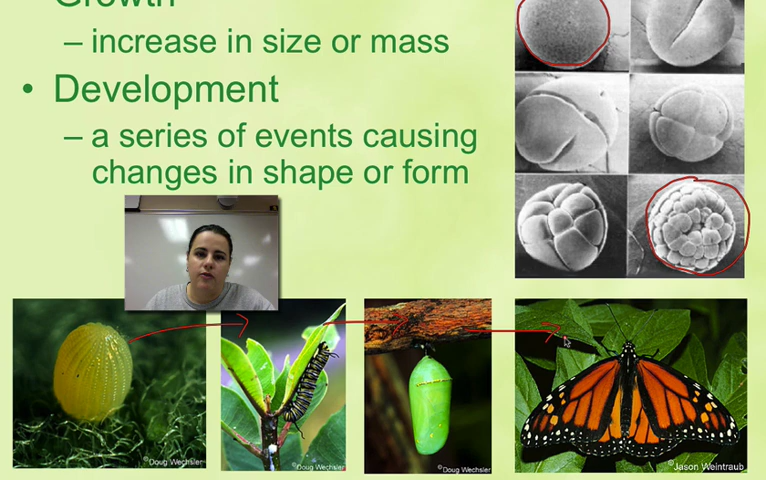 Growth
– increase in size or mass
• Development
– a series of events causing
changes in shape or form
©Doug Wechsler
©Doug Wechsler
©Doug Wechsler
©Jason Weintraub